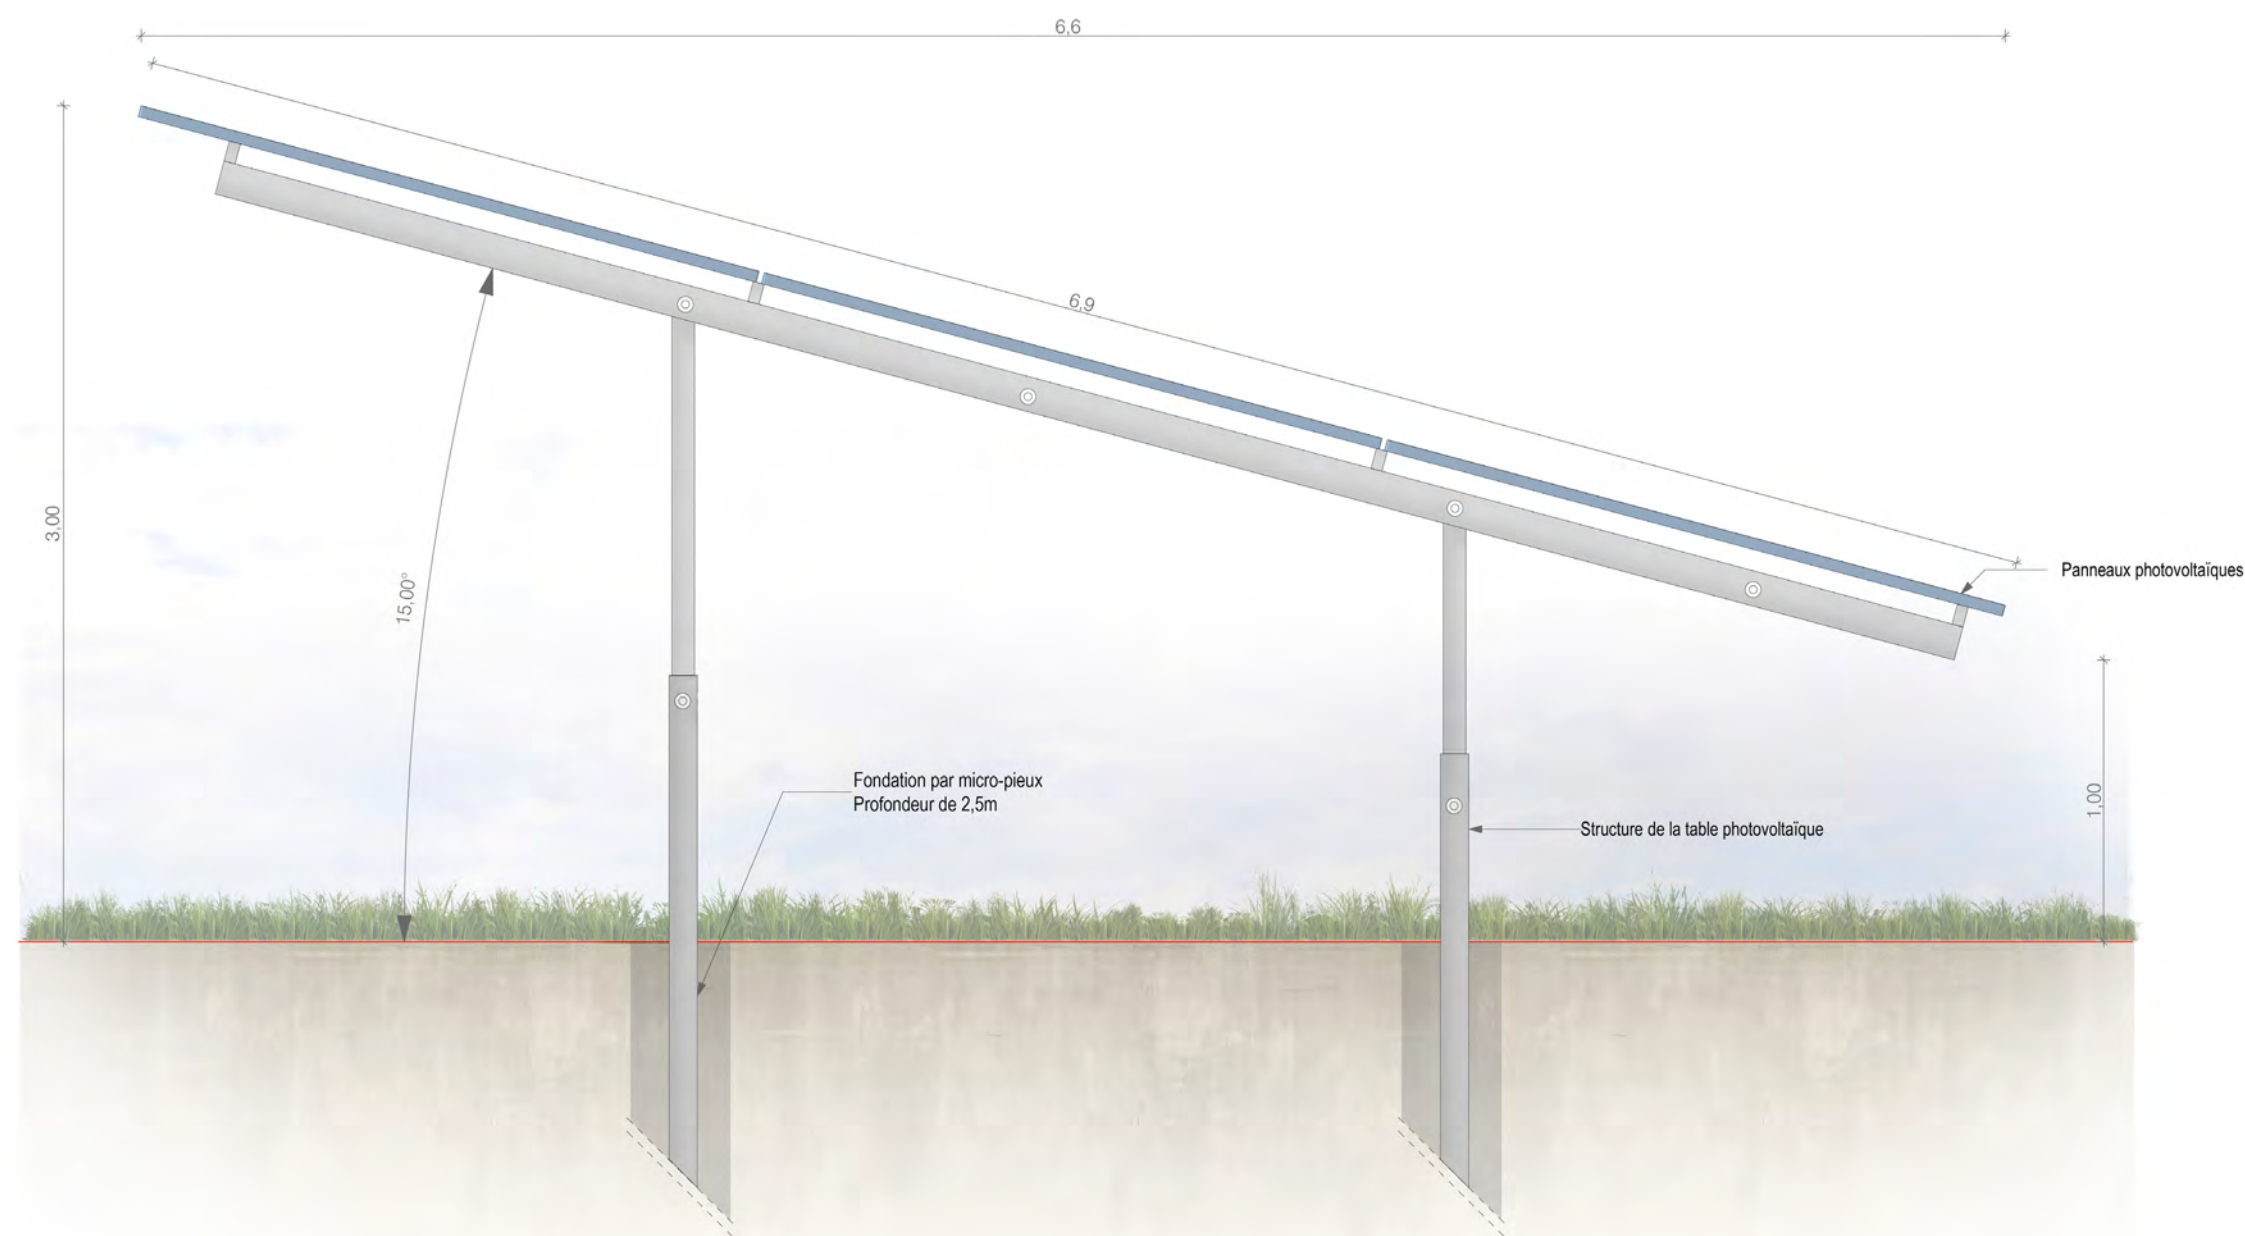 6,6
6,9
3,00
15,00°
Panneaux photovoltaïques
Fondation par micro-pieux
Profondeur de 2,5m
1,00
Structure de la table photovoltaïque